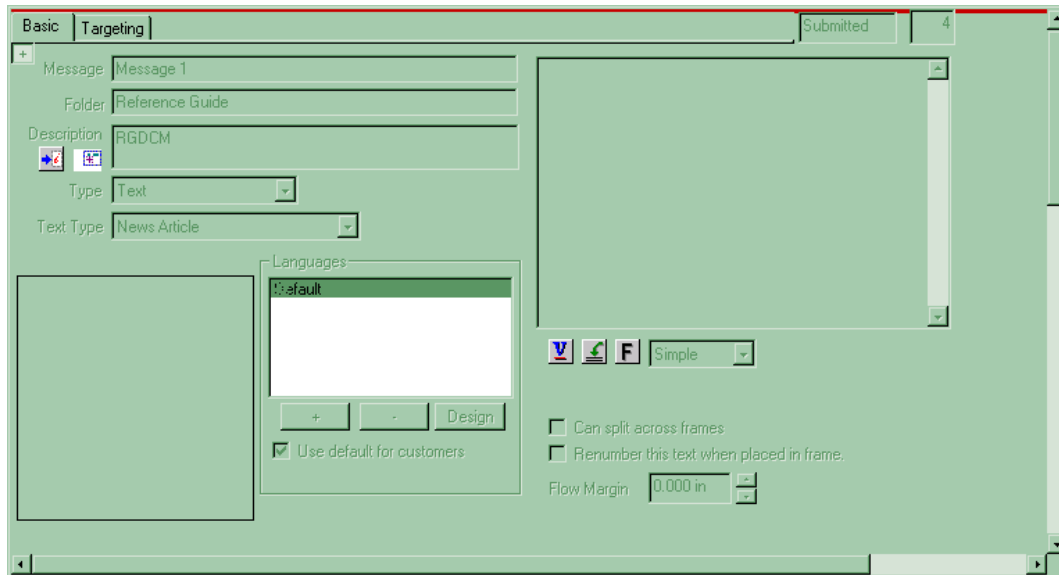 Basic
Targeting
Submitted
4
+
Message
Message 1
Folder
Reference Guide
Description
RGDCM
Type
Text
Text Type
News Article
Languages
Default
+
-
Design
Use default for customers
V
F
Simple
Can split across frames
Renumber this text when placed in frame.
Flow Margin
0.000 in